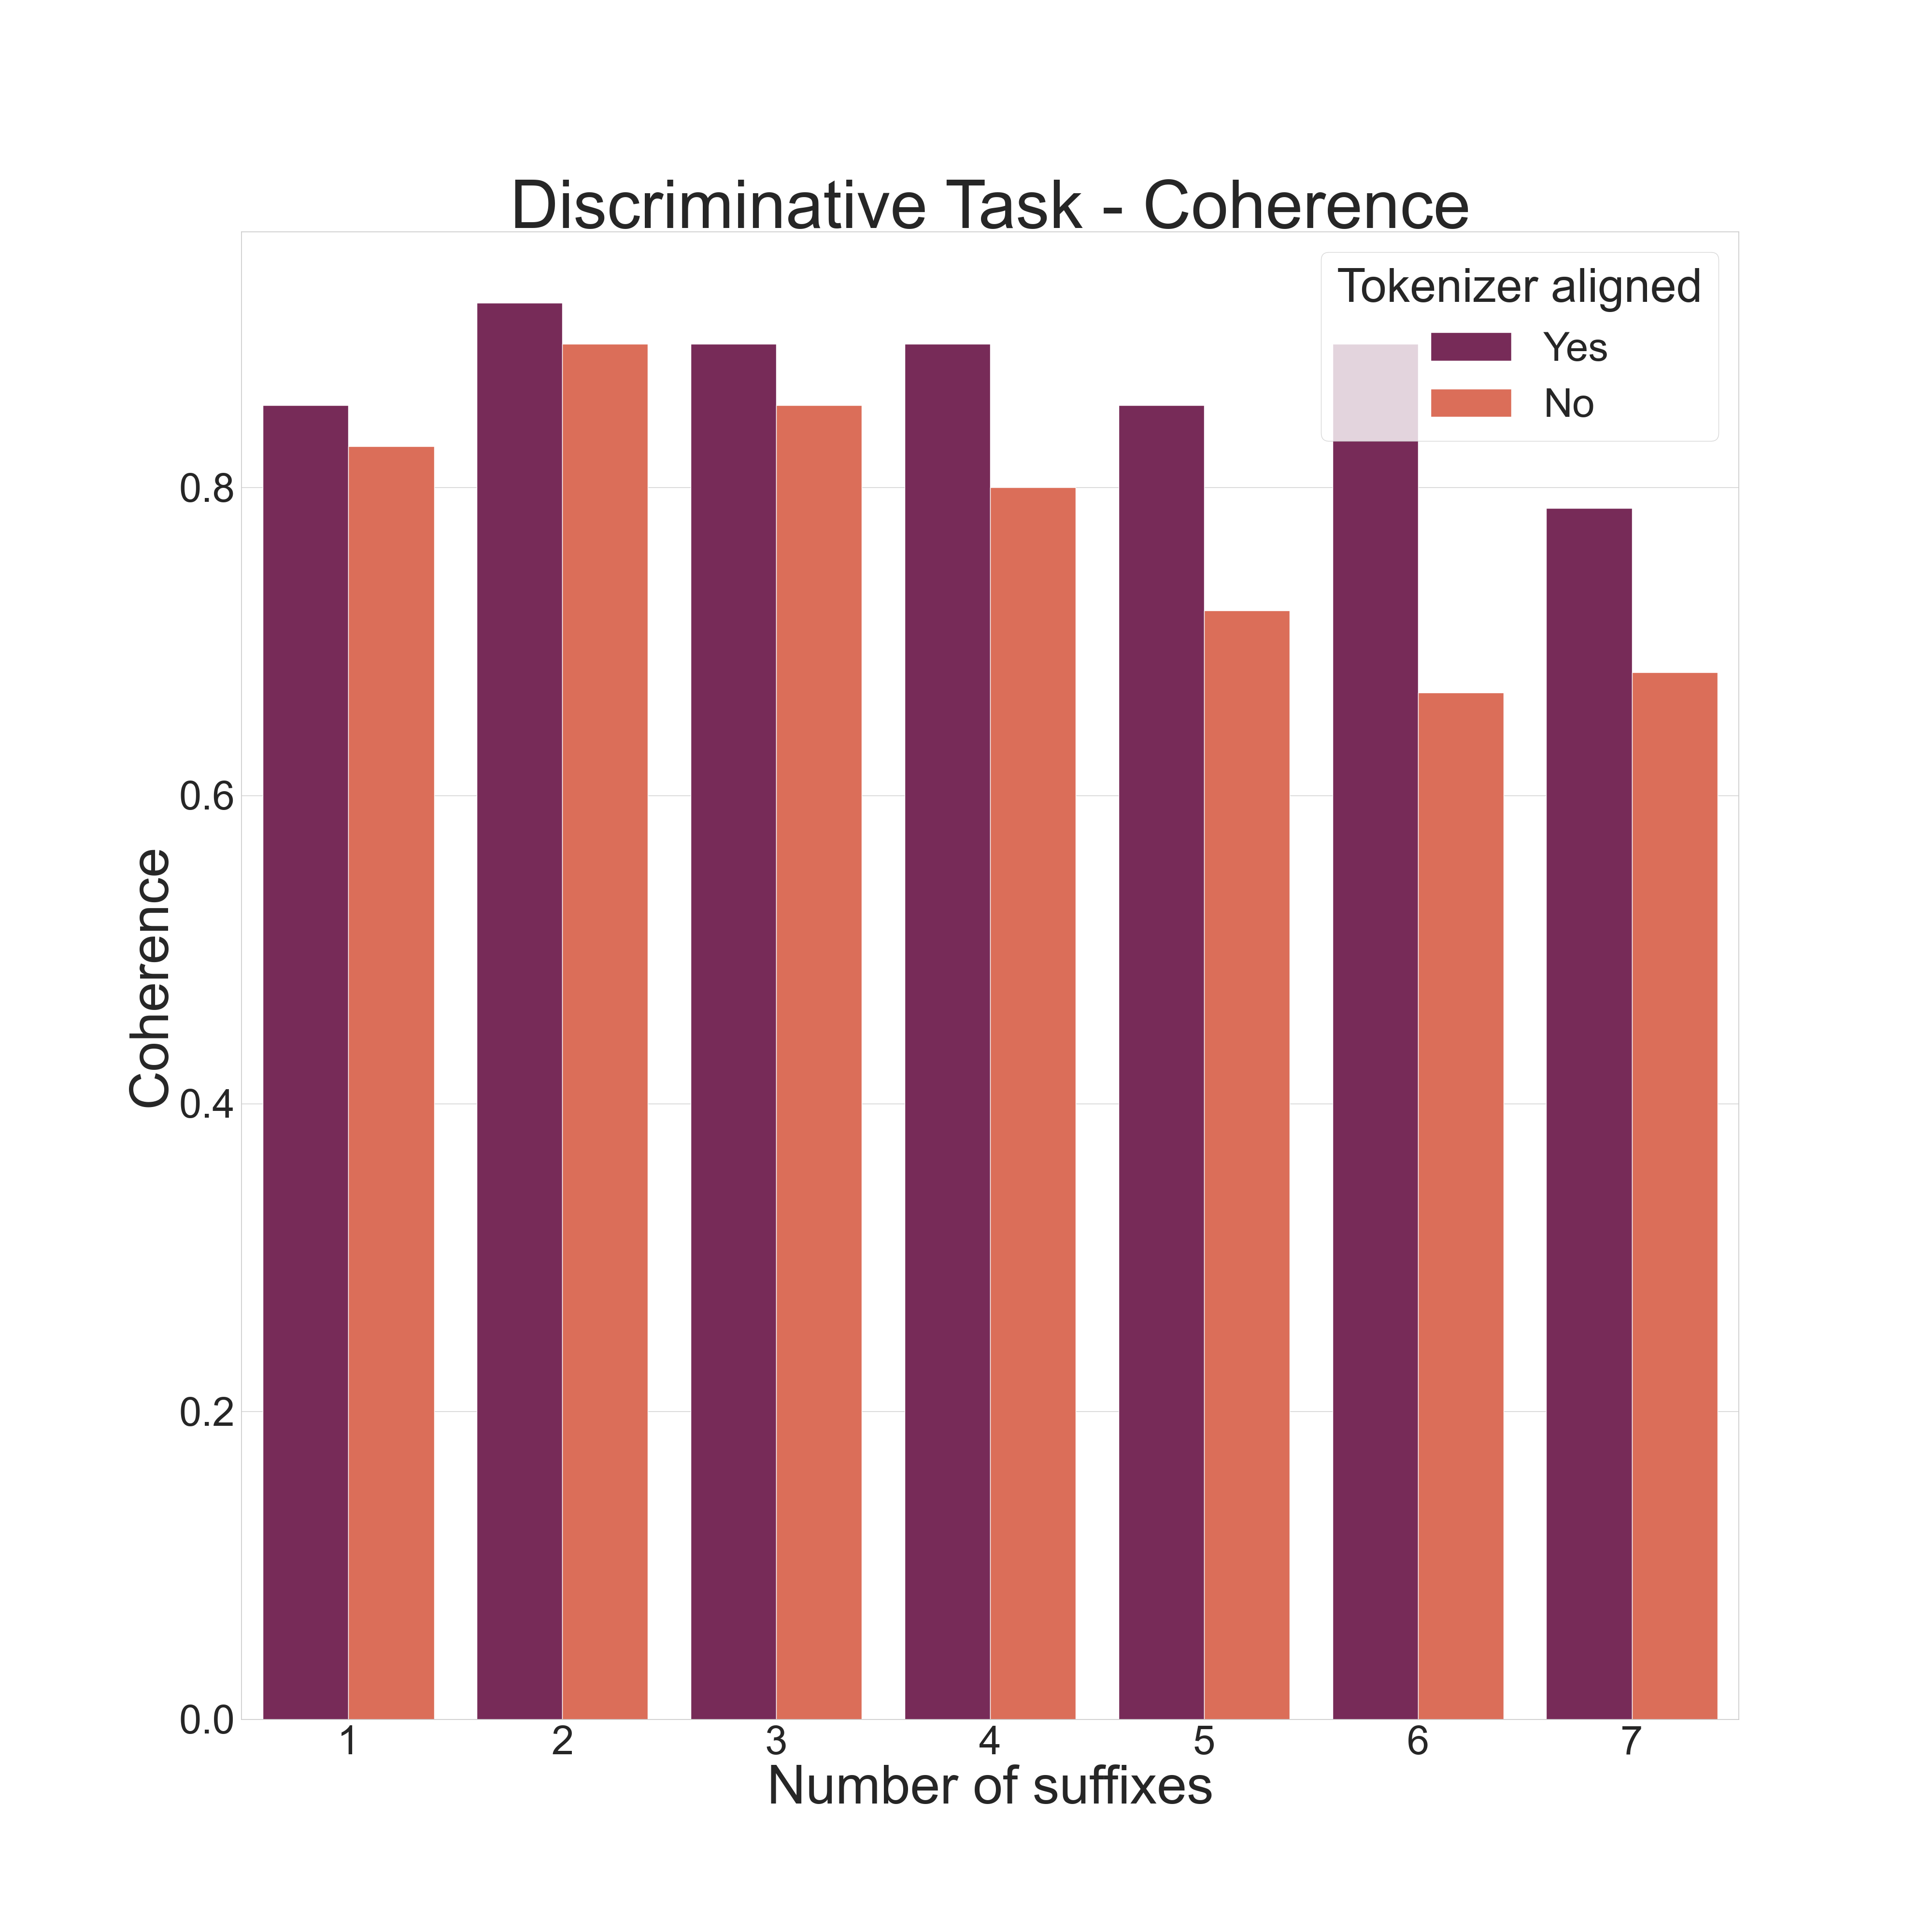 Discriminative Task - Coherence
Tokenizer aligned
Yes
No
Coherence
0.8
0.6
0.4
0.2
0.0
1 2 3 4 5 6 7
Number of suffixes